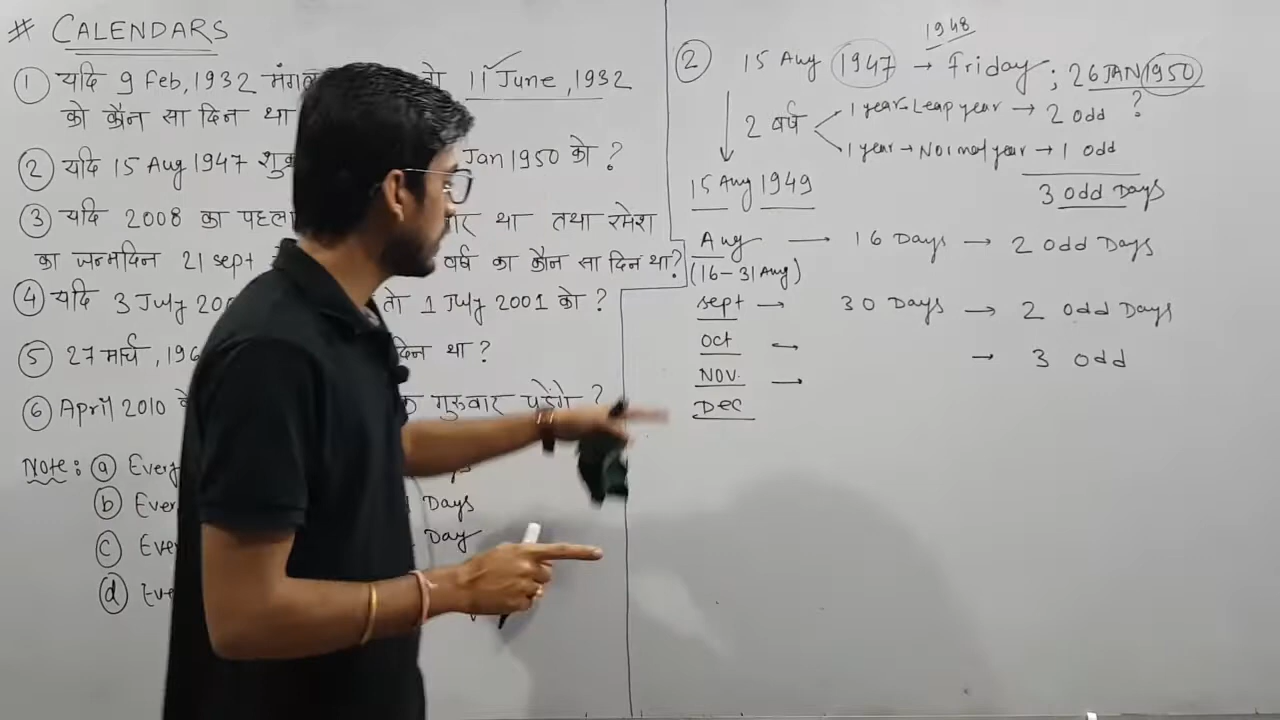 # CALENDARS
① यदि 9 Feb, 1932 मंगल तो 11 June, 1932
को कौन सा दिन था
② यदि 15 Aug 1947 शुक्र Jan 1950 को ?
③ यदि 2008 का पहला वार था तथा रमेश
का जन्मदिन 21 sept वर्ष का कौन सा दिन था?
④ यदि 3 July 200 तो 1 July 2001 को ?
⑤ 27 मार्च, 196 दिन था ?
⑥ April 2010 के गुरुवार पड़ेंगे ?
Note: ⓐ Every
ⓑ Ever Days
ⓒ Eve Day
ⓓ Eve
1948
② 15 Aug 1947 → Friday ; 26 JAN 1950
?
2 वर्ष 1 year - Leap year → 2 odd
1 year → Normal year → 1 odd
15 Aug 1949
3 odd Days
Aug → 16 Days → 2 odd Days
(16-31 Aug)
sept → 30 Days → 2 odd Days
Oct → → 3 odd
Nov. →
Dec